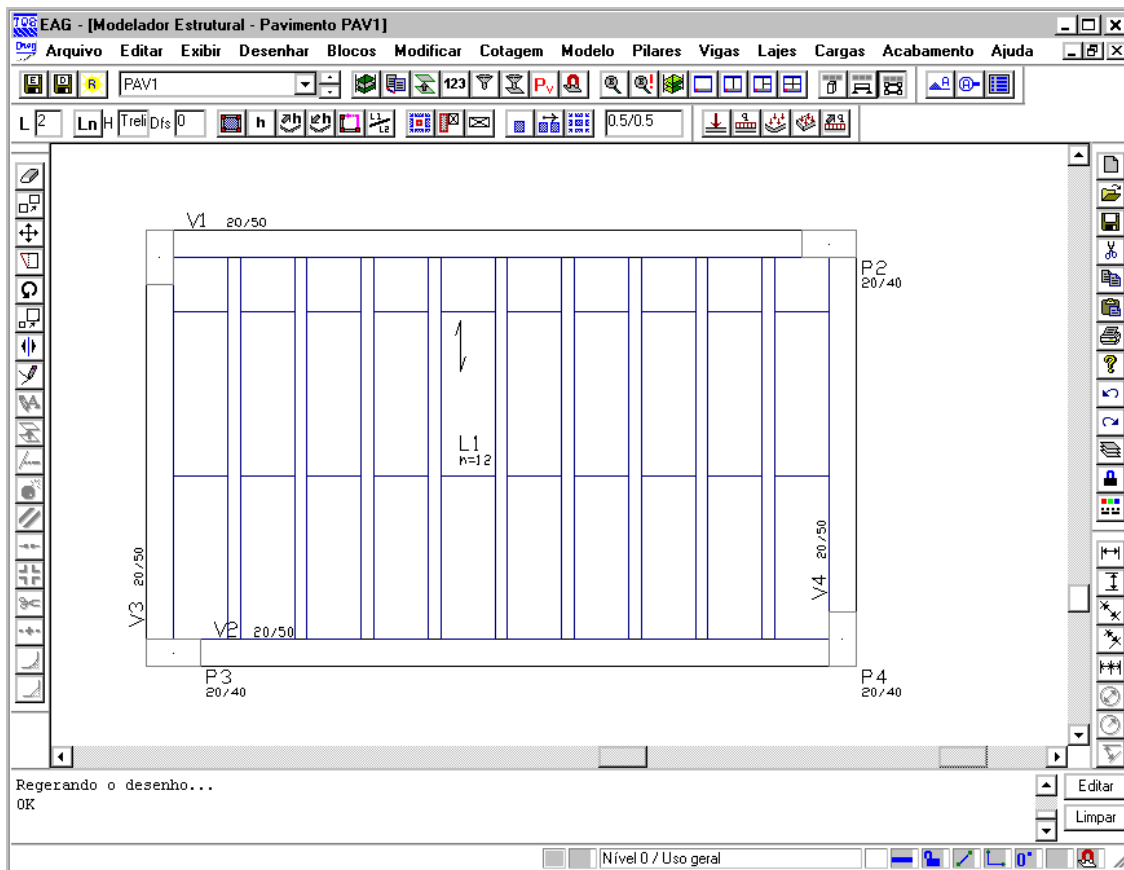 TQS EAG - [Modelador Estrutural - Pavimento PAV1]
Arquivo Editar Exibir Desenhar Blocos Modificar Cotagem Modelo Pilares Vigas Lajes Cargas Acabamento Ajuda
PAV1 123 Pv
L 2 Ln H Treli Dfs 0 h 0.5/0.5
V1 20/50
P2
20/40
L1
h=12
V3 20/50
V4 20/50
V2 20/50
P3
20/40
P4
20/40
Regerando o desenho...
OK
Editar
Limpar
Nível 0 / Uso geral
0°